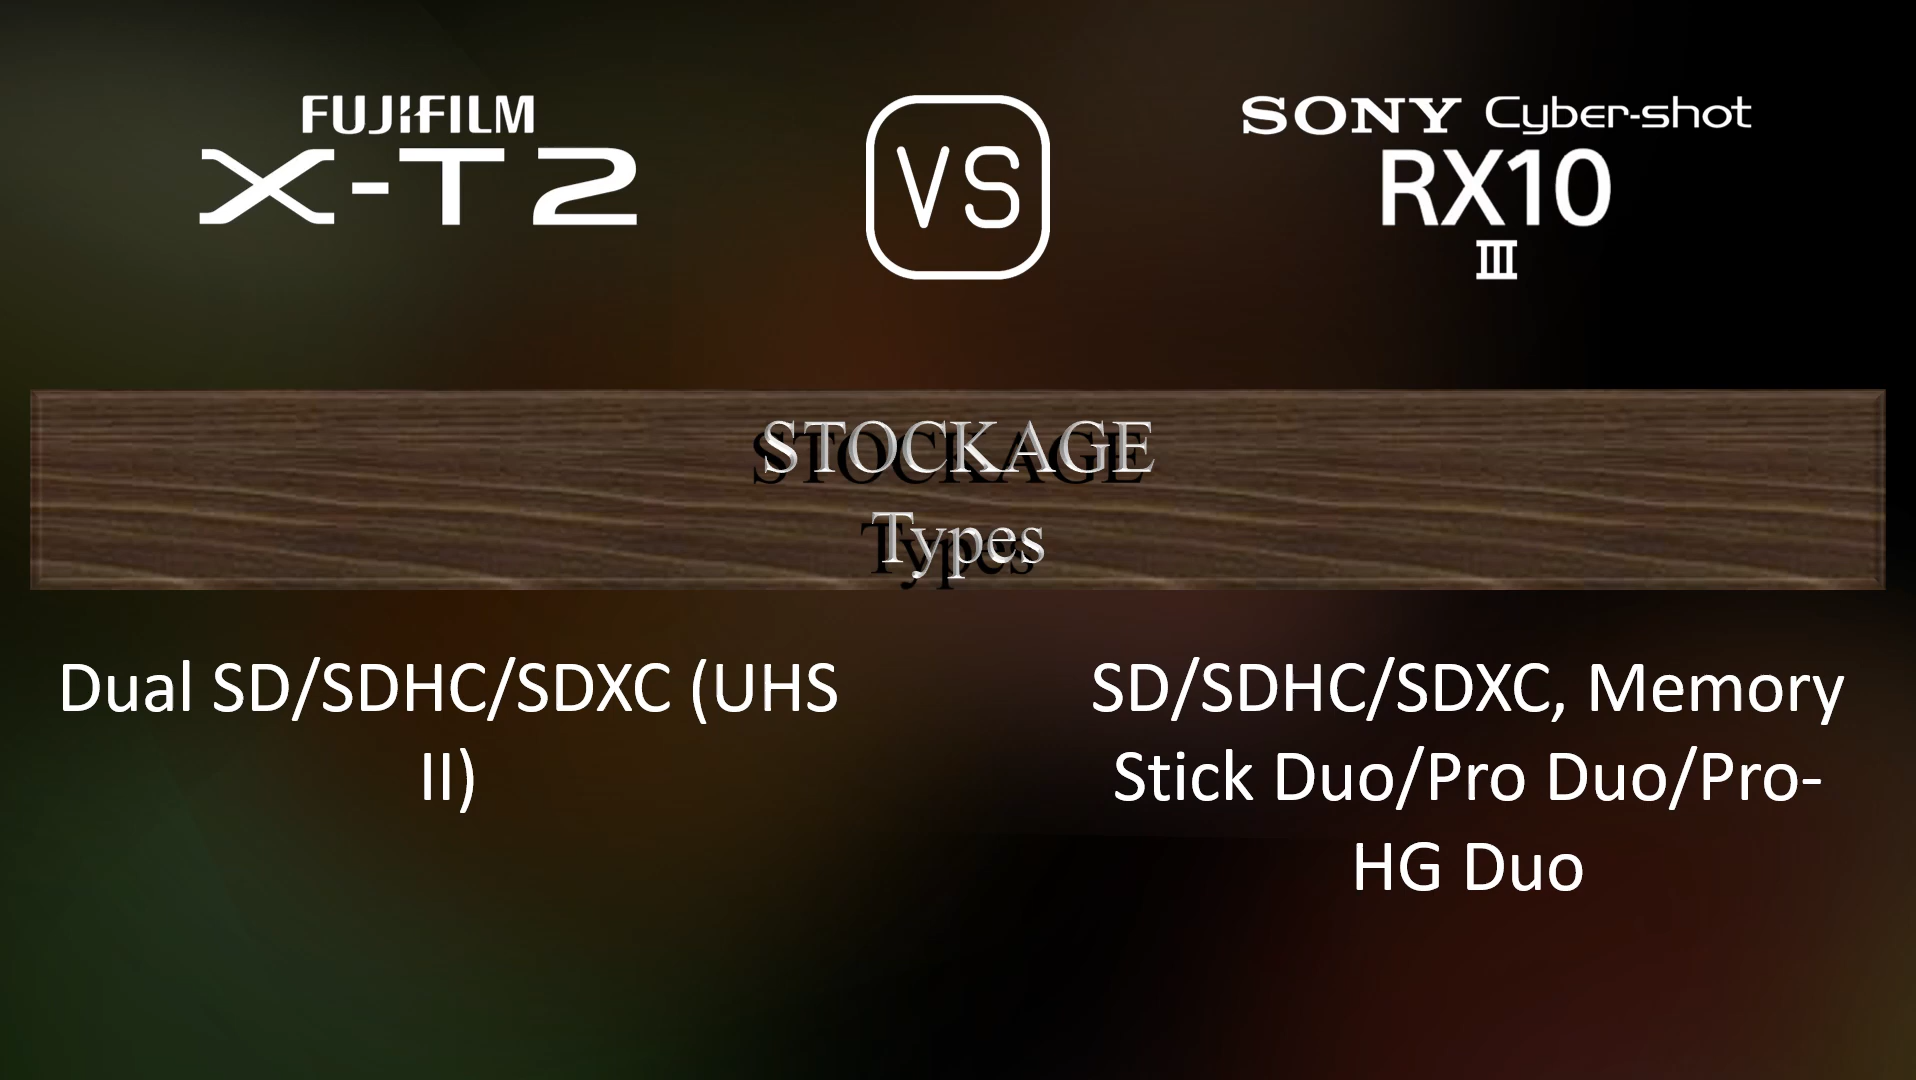 FUJIFILM
X-T2
VS
SONY Cyber-shot
RX10
III
STOCKAGE
Types
Dual SD/SDHC/SDXC (UHS
II)
SD/SDHC/SDXC, Memory
Stick Duo/Pro Duo/Pro-
HG Duo